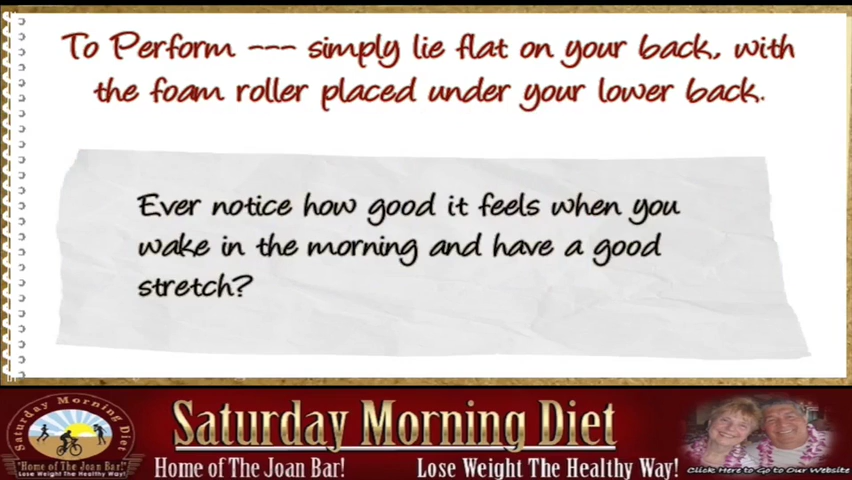 To Perform --- simply lie flat on your back, with
the foam roller placed under your lower back.
Ever notice how good it feels when you
wake in the morning and have a good
stretch?
Saturday Morning Diet
"Home of The Joan Bar!"
Lose Weight The Healthy Way!
Saturday Morning Diet
Home of The Joan Bar! Lose Weight The Healthy Way!
Click Here to Go to Our Website